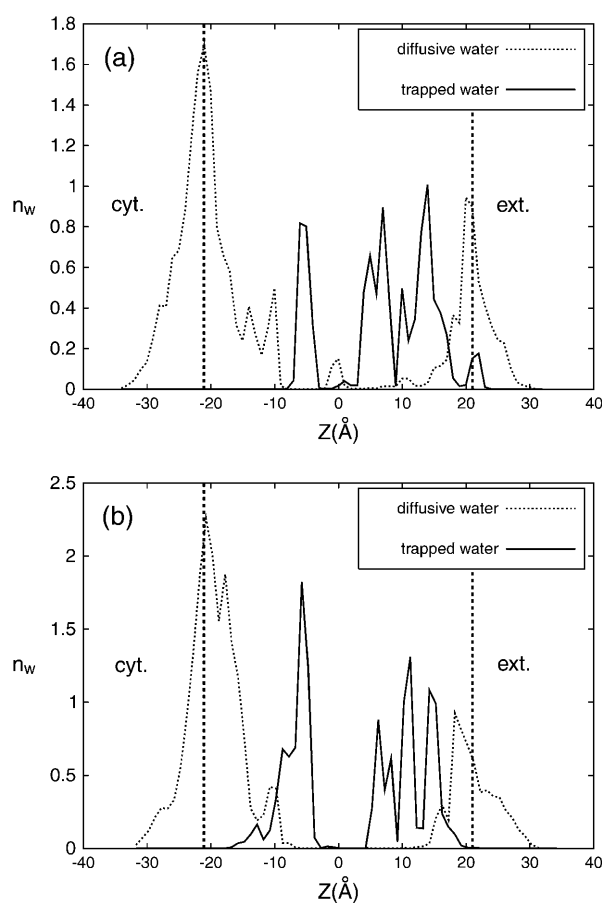 1.8
(a)
diffusive water
1.6
trapped water
1.4
1.2
1
n_w
cyt.
ext.
0.8
0.6
0.4
0.2
0
-40 -30 -20 -10 0 10 20 30 40
Z(Å)
2.5
(b)
diffusive water
trapped water
2
1.5
n_w
cyt.
ext.
1
0.5
0
-40 -30 -20 -10 0 10 20 30 40
Z(Å)